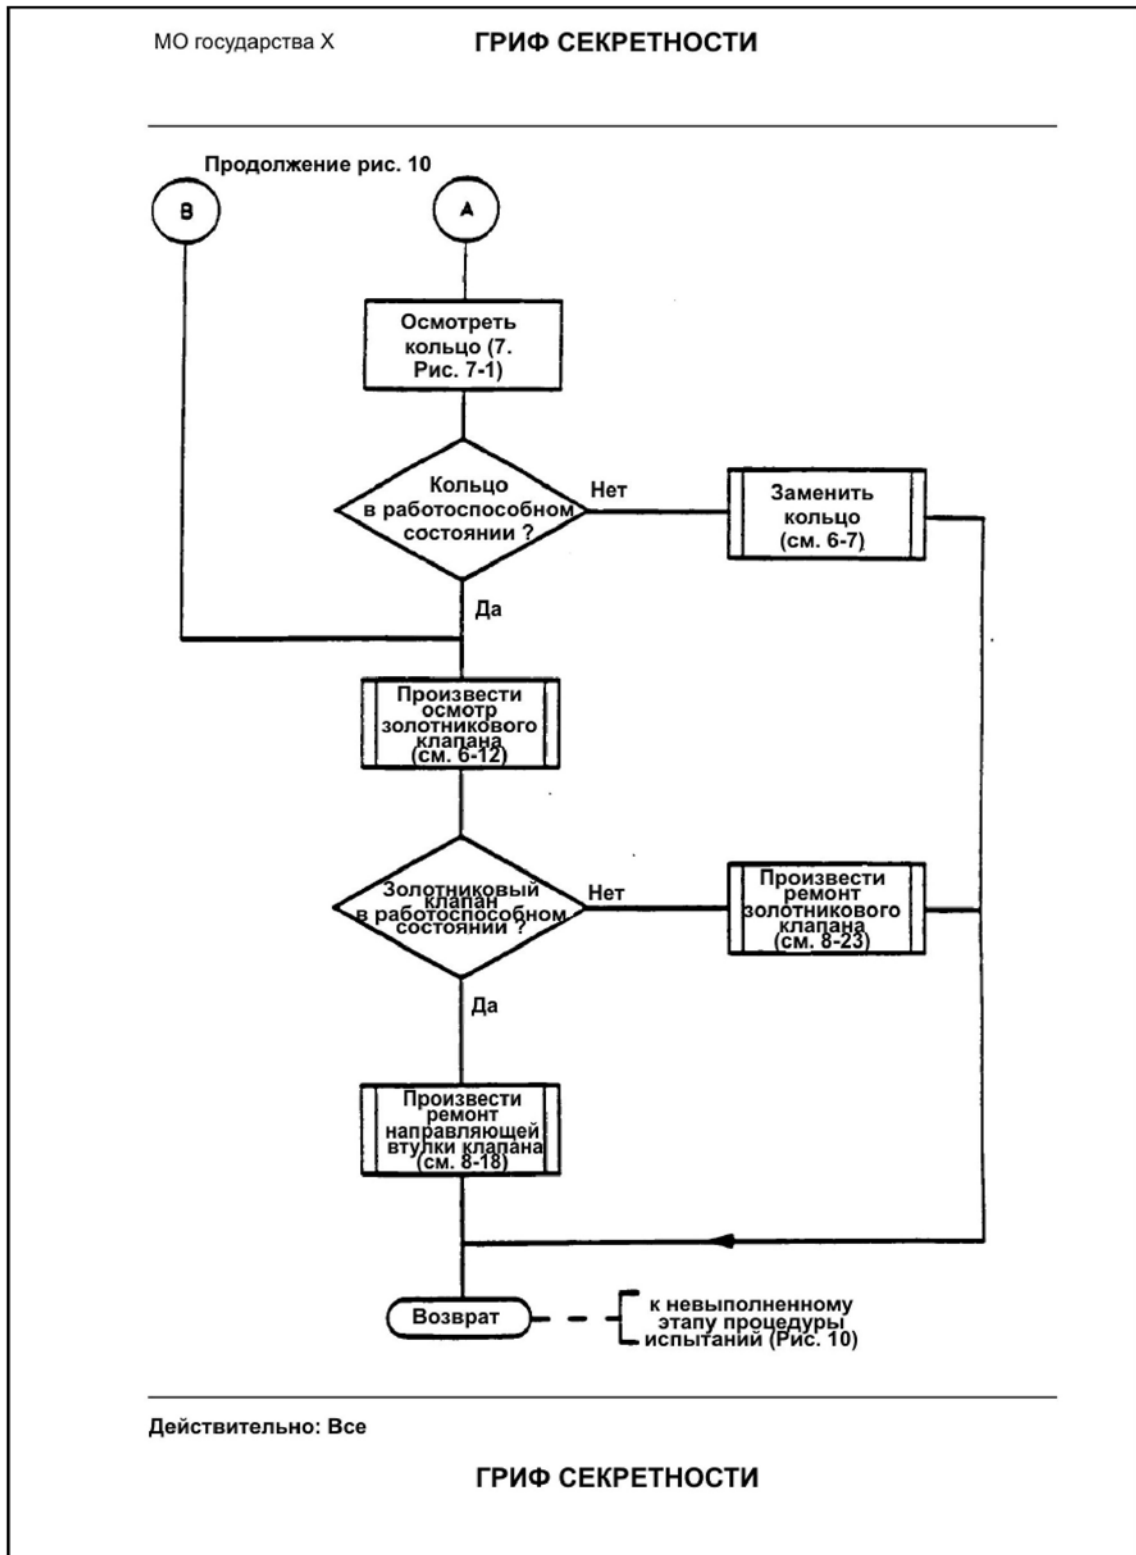 МО государства X
ГРИФ СЕКРЕТНОСТИ
Продолжение рис. 10
B
A
Осмотреть
кольцо (7.
Рис. 7-1)
Кольцо
в работоспособном
состоянии ?
Нет
Заменить
кольцо
(см. 6-7)
Да
Произвести
осмотр
золотникового
клапана
(см. 6-12)
Золотниковый
клапан
в работоспособном
состоянии ?
Нет
Произвести
ремонт
золотникового
клапана
(см. 8-23)
Да
Произвести
ремонт
направляющей
втулки клапана
(см. 8-18)
Возврат
к невыполненному
этапу процедуры
испытаний (Рис. 10)
Действительно: Все
ГРИФ СЕКРЕТНОСТИ